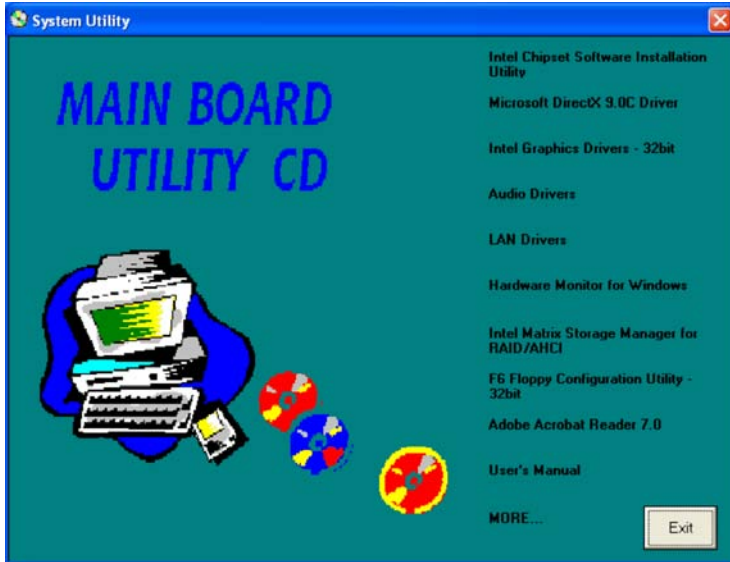 System Utility
MAIN BOARD
UTILITY CD
Intel Chipset Software Installation
Utility
Microsoft DirectX 9.0C Driver
Intel Graphics Drivers - 32bit
Audio Drivers
LAN Drivers
Hardware Monitor for Windows
Intel Matrix Storage Manager for
RAID/AHCI
F6 Floppy Configuration Utility -
32bit
Adobe Acrobat Reader 7.0
User's Manual
MORE...
Exit